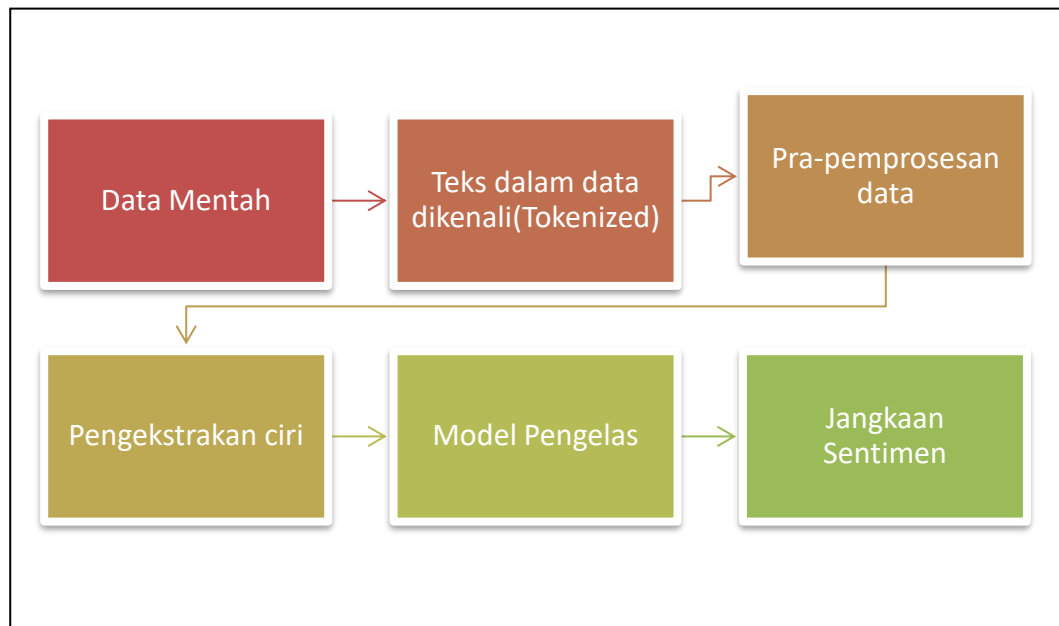 Data Mentah
Teks dalam data
dikenali(Tokenized)
Pra-pemprosesan
data
Pengekstrakan ciri
Model Pengelas
Jangkaan
Sentimen